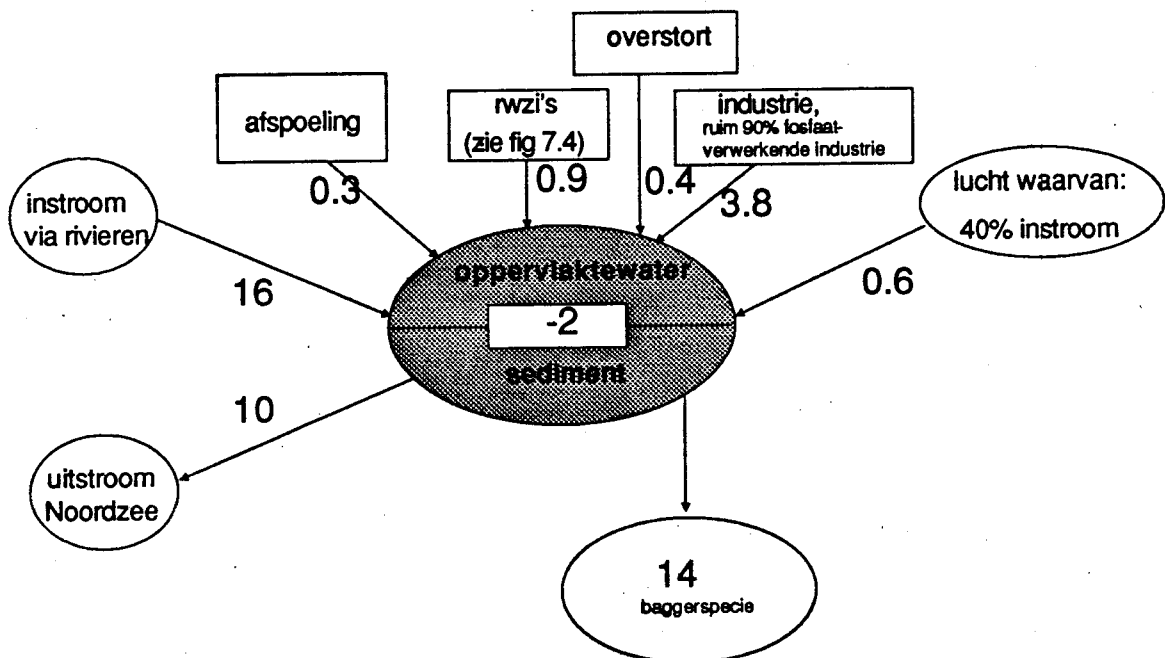 overstort
afspoeling
rwzi's
(zie fig 7.4)
industrie,
ruim 90% fosfaat-
verwerkende industrie
lucht waarvan:
40% instroom
instroom
via rivieren
0.3
0.9
0.4
3.8
0.6
16
oppervlaktewater
-2
sediment
10
uitstroom
Noordzee
14
baggerspecie